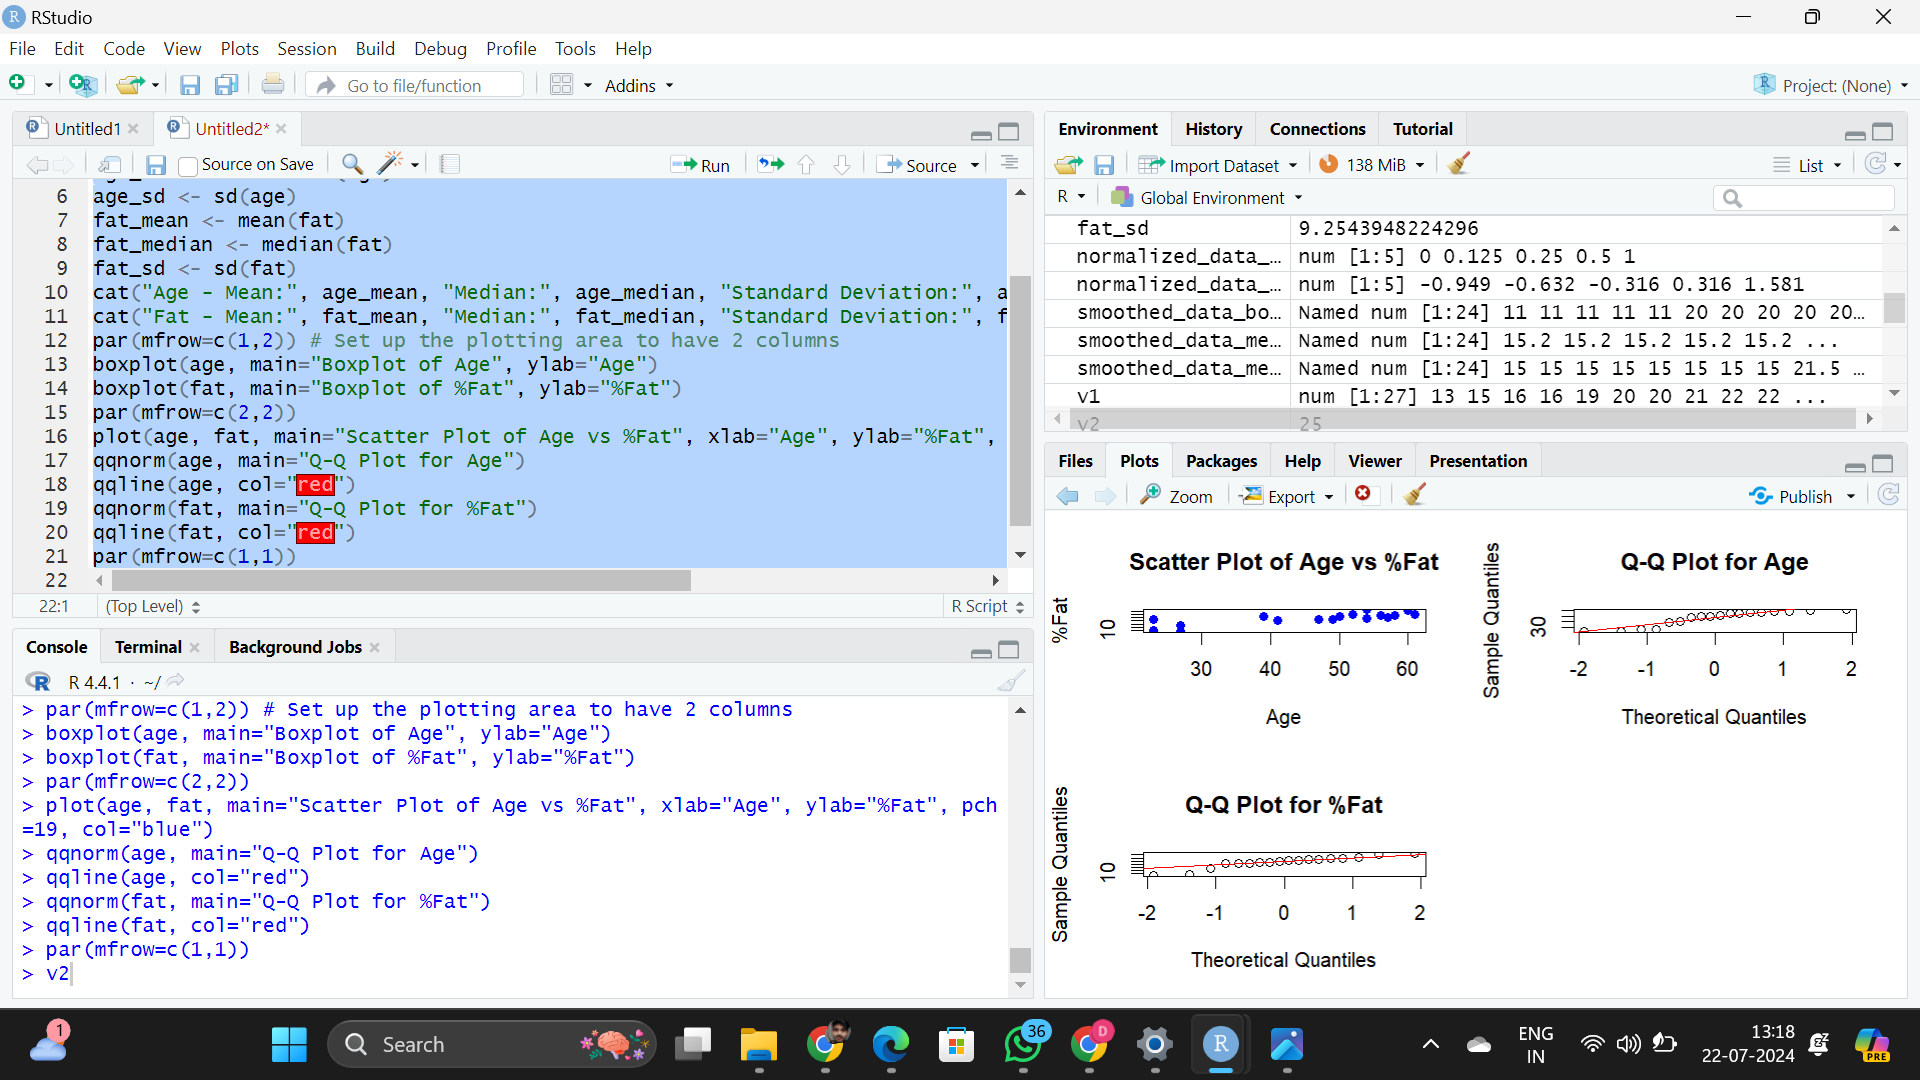 RStudio
File Edit Code View Plots Session Build Debug Profile Tools Help
Go to file/function Addins Project: (None)
Untitled1 Untitled2*
Source on Save Run Source
6 age_sd <- sd(age)
7 fat_mean <- mean(fat)
8 fat_median <- median(fat)
9 fat_sd <- sd(fat)
10 cat("Age - Mean:", age_mean, "Median:", age_median, "Standard Deviation:", a
11 cat("Fat - Mean:", fat_mean, "Median:", fat_median, "Standard Deviation:", f
12 par(mfrow=c(1,2)) # Set up the plotting area to have 2 columns
13 boxplot(age, main="Boxplot of Age", ylab="Age")
14 boxplot(fat, main="Boxplot of %Fat", ylab="%Fat")
15 par(mfrow=c(2,2))
16 plot(age, fat, main="Scatter Plot of Age vs %Fat", xlab="Age", ylab="%Fat",
17 qqnorm(age, main="Q-Q Plot for Age")
18 qqline(age, col="red")
19 qqnorm(fat, main="Q-Q Plot for %Fat")
20 qqline(fat, col="red")
21 par(mfrow=c(1,1))
22
22:1 (Top Level) R Script
Console Terminal Background Jobs
R 4.4.1 · ~/
> par(mfrow=c(1,2)) # Set up the plotting area to have 2 columns
> boxplot(age, main="Boxplot of Age", ylab="Age")
> boxplot(fat, main="Boxplot of %Fat", ylab="%Fat")
> par(mfrow=c(2,2))
> plot(age, fat, main="Scatter Plot of Age vs %Fat", xlab="Age", ylab="%Fat", pch
=19, col="blue")
> qqnorm(age, main="Q-Q Plot for Age")
> qqline(age, col="red")
> qqnorm(fat, main="Q-Q Plot for %Fat")
> qqline(fat, col="red")
> par(mfrow=c(1,1))
> v2
Environment History Connections Tutorial
Import Dataset 138 MiB List
R Global Environment
fat_sd 9.2543948224296
normalized_data_… num [1:5] 0 0.125 0.25 0.5 1
normalized_data_… num [1:5] -0.949 -0.632 -0.316 0.316 1.581
smoothed_data_bo… Named num [1:24] 11 11 11 11 11 20 20 20 20 20…
smoothed_data_me… Named num [1:24] 15.2 15.2 15.2 15.2 15.2 ...
smoothed_data_me… Named num [1:24] 15 15 15 15 15 15 15 15 21.5 …
v1 num [1:27] 13 15 16 16 19 20 20 21 22 22 ...
v2 25
Files Plots Packages Help Viewer Presentation
Zoom Export Publish
Scatter Plot of Age vs %Fat
%Fat
10
30 40 50 60
Age
Q-Q Plot for Age
Sample Quantiles
30
-2 -1 0 1 2
Theoretical Quantiles
Q-Q Plot for %Fat
Sample Quantiles
10
-2 -1 0 1 2
Theoretical Quantiles
1 Search 36 D R ENG 13:18
IN 22-07-2024 PRE